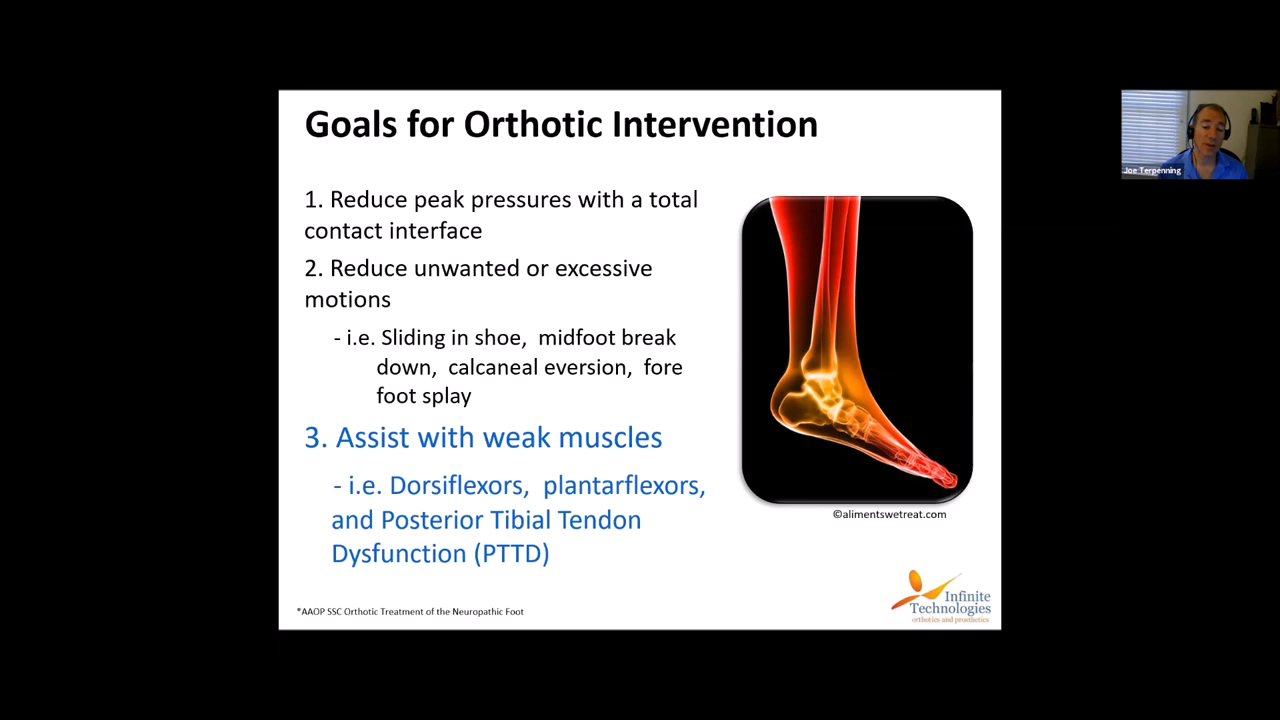 Goals for Orthotic Intervention
1. Reduce peak pressures with a total
contact interface
2. Reduce unwanted or excessive
motions
- i.e. Sliding in shoe, midfoot break
down, calcaneal eversion, fore
foot splay
3. Assist with weak muscles
- i.e. Dorsiflexors, plantarflexors,
and Posterior Tibial Tendon
Dysfunction (PTTD)
©alimentswetreat.com
*AAOP SSC Orthotic Treatment of the Neuropathic Foot
Infinite
Technologies
orthotics and prosthetics
Joe Terpenning